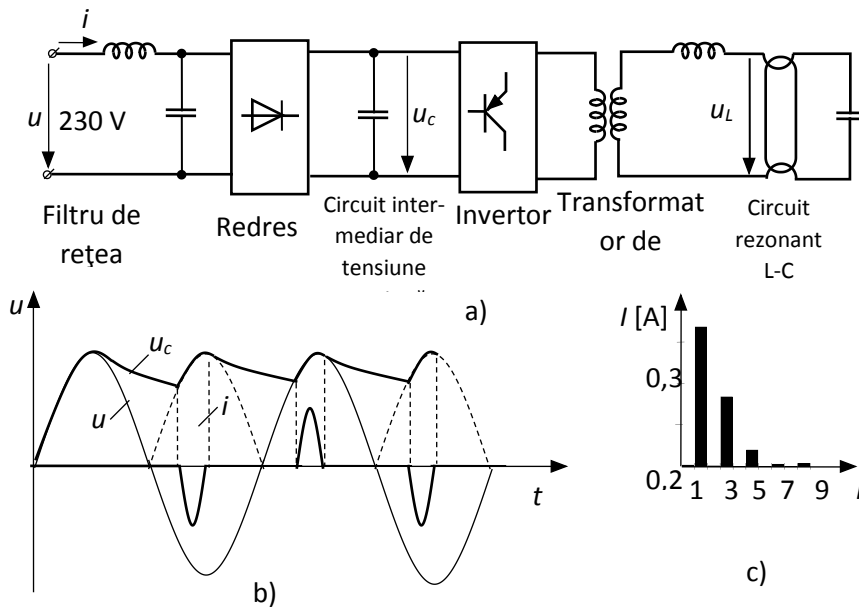 i
u 230 V
u_c
u_L
Filtru de
reţea
Redres
Circuit inter-
mediar de
tensiune
Invertor
Transformat
or de
Circuit
rezonant
L-C
a)
u
u_c
u
i
t
b)
I [A]
0,3
0,2
1 3 5 7 9
c)